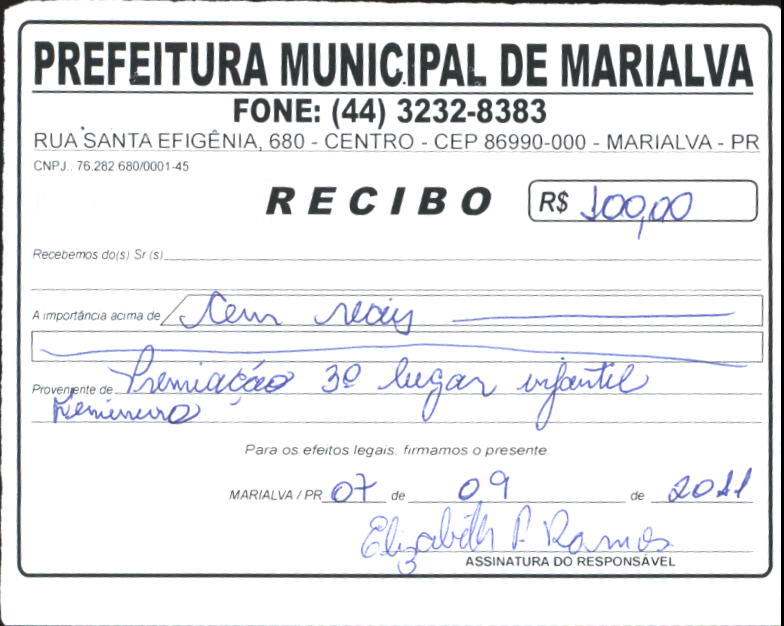 PREFEITURA MUNICIPAL DE MARIALVA
FONE: (44) 3232-8383
RUA SANTA EFIGÊNIA, 680 - CENTRO - CEP 86990-000 - MARIALVA - PR
CNPJ.: 76.282.680/0001-45
RECIBO R$ 100,00
Recebemos do(s) Sr (s)
A importância acima de Cem reais
Proveniente de Premiação 3º lugar infantil
Feminino
Para os efeitos legais, firmamos o presente.
MARIALVA / PR 07 de 09 de 2011
Elizabeth P. Ramos
ASSINATURA DO RESPONSÁVEL